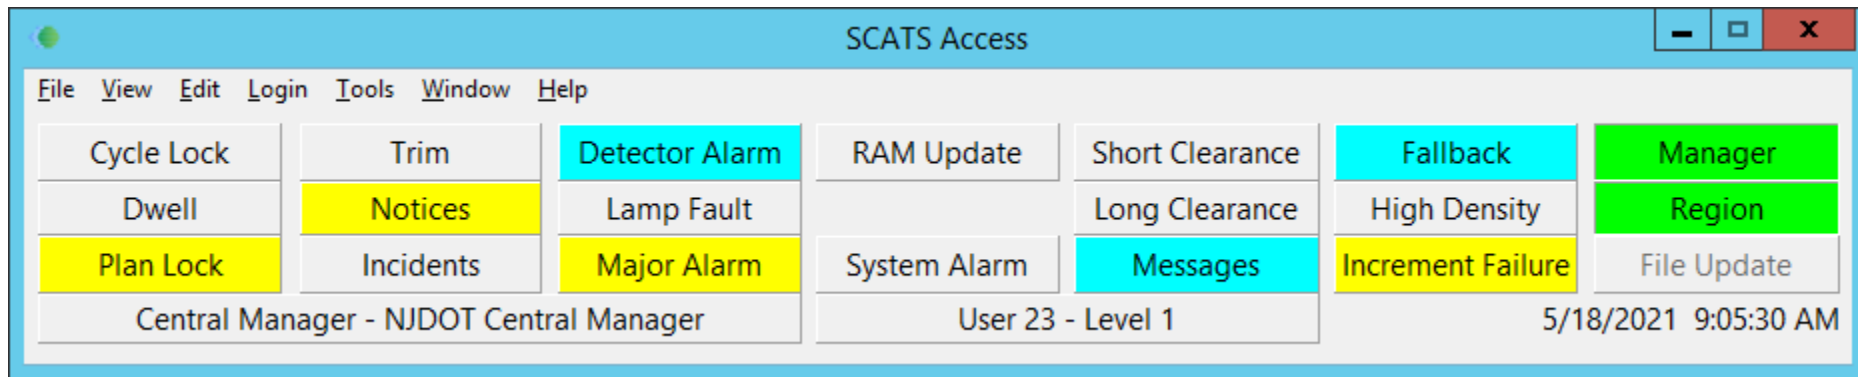 SCATS Access
File View Edit Login Tools Window Help
Cycle Lock Trim Detector Alarm RAM Update Short Clearance Fallback Manager
Dwell Notices Lamp Fault Long Clearance High Density Region
Plan Lock Incidents Major Alarm System Alarm Messages Increment Failure File Update
Central Manager - NJDOT Central Manager User 23 - Level 1 5/18/2021 9:05:30 AM